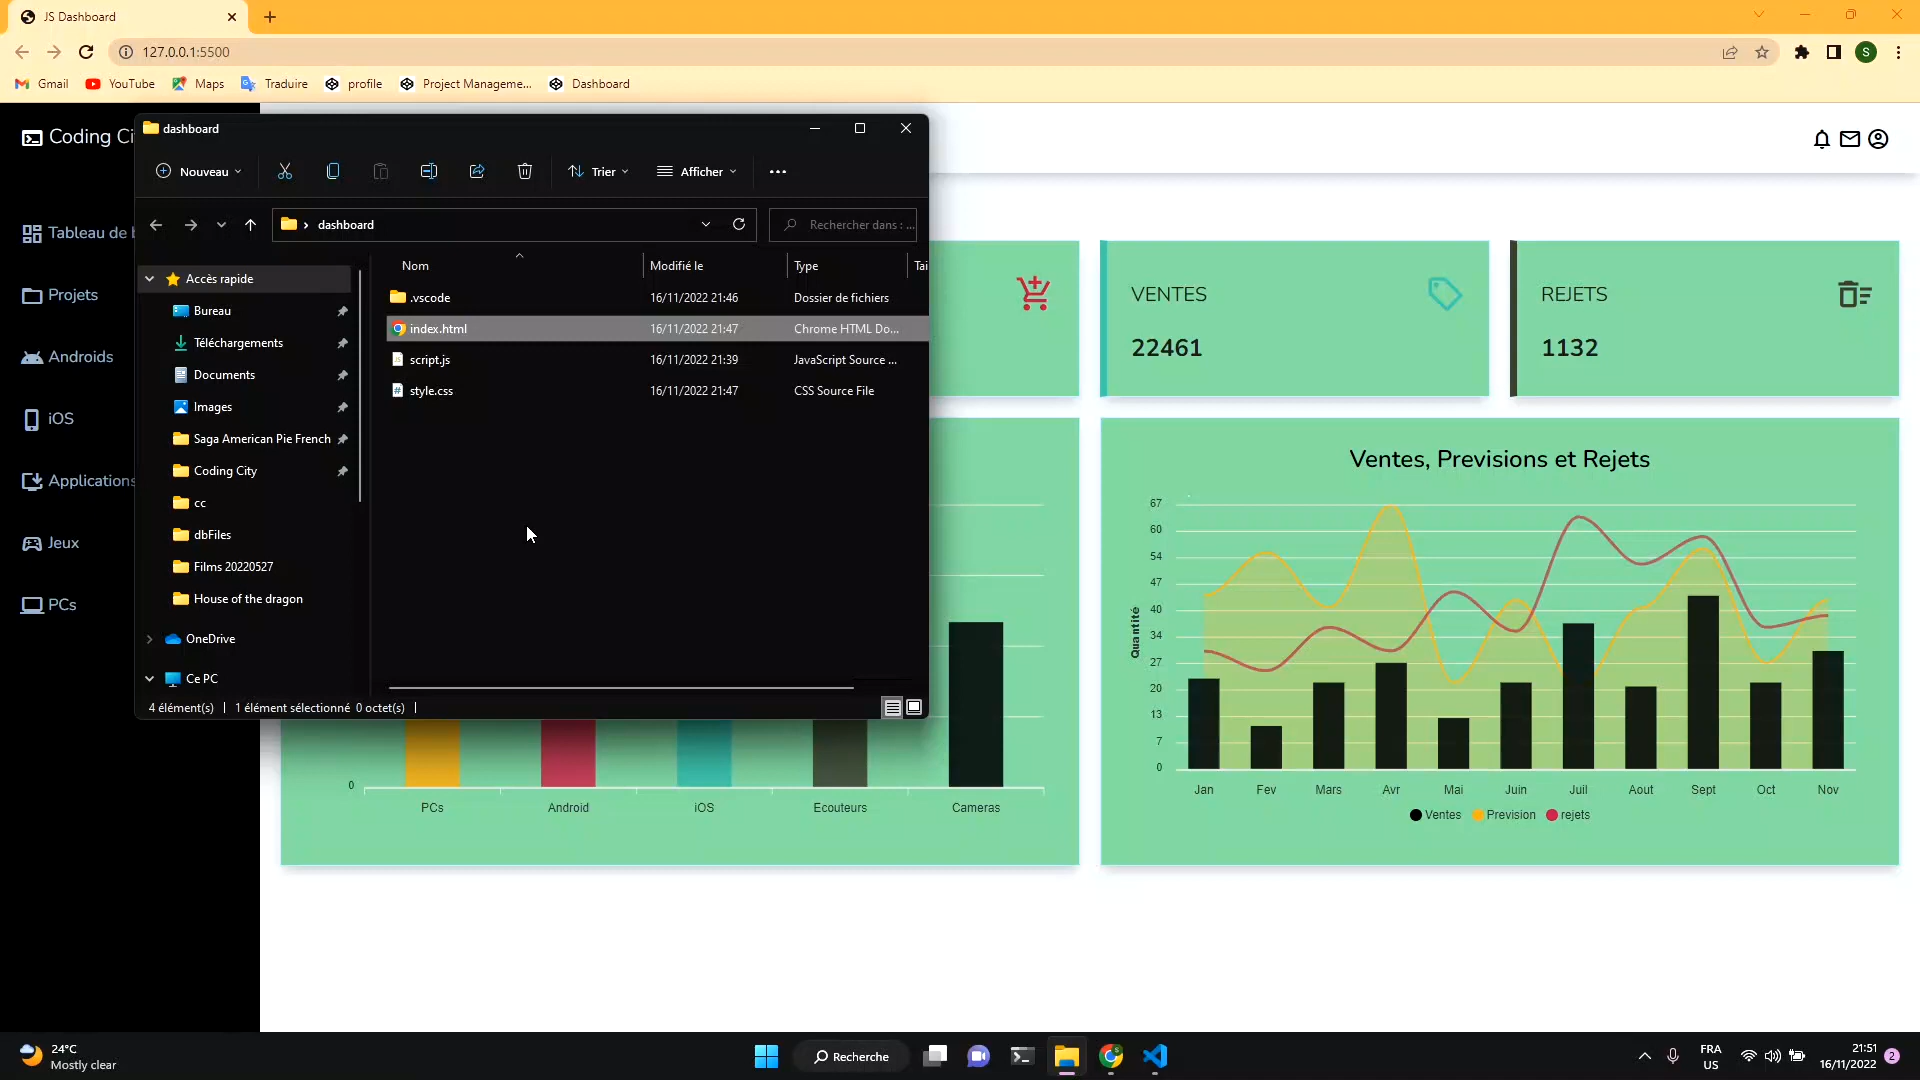 JS Dashboard
127.0.0.1:5500
S
Gmail
YouTube
Maps
Traduire
profile
Project Manageme...
Dashboard
Coding Ci
dashboard
Nouveau
Trier
Afficher
dashboard
Rechercher dans : ...
Nom
Modifié le
Type
Tai
.vscode
16/11/2022 21:46
Dossier de fichiers
index.html
16/11/2022 21:47
Chrome HTML Do...
script.js
16/11/2022 21:39
JavaScript Source ...
style.css
16/11/2022 21:47
CSS Source File
Accès rapide
Bureau
Téléchargements
Documents
Images
Saga American Pie French
Coding City
cc
dbFiles
Films 20220527
House of the dragon
OneDrive
Ce PC
4 élément(s)
1 élément sélectionné 0 octet(s)
Tableau de b
Projets
Androids
iOS
Applications
Jeux
PCs
VENTES
22461
REJETS
1132
0
PCs
Android
iOS
Ecouteurs
Cameras
Ventes, Previsions et Rejets
Quantité
67
60
54
47
40
34
27
20
13
7
0
Jan
Fev
Mars
Avr
Mai
Juin
Juil
Aout
Sept
Oct
Nov
Ventes
Prevision
rejets
24°C
Mostly clear
Recherche
FRA
US
21:51
16/11/2022
2